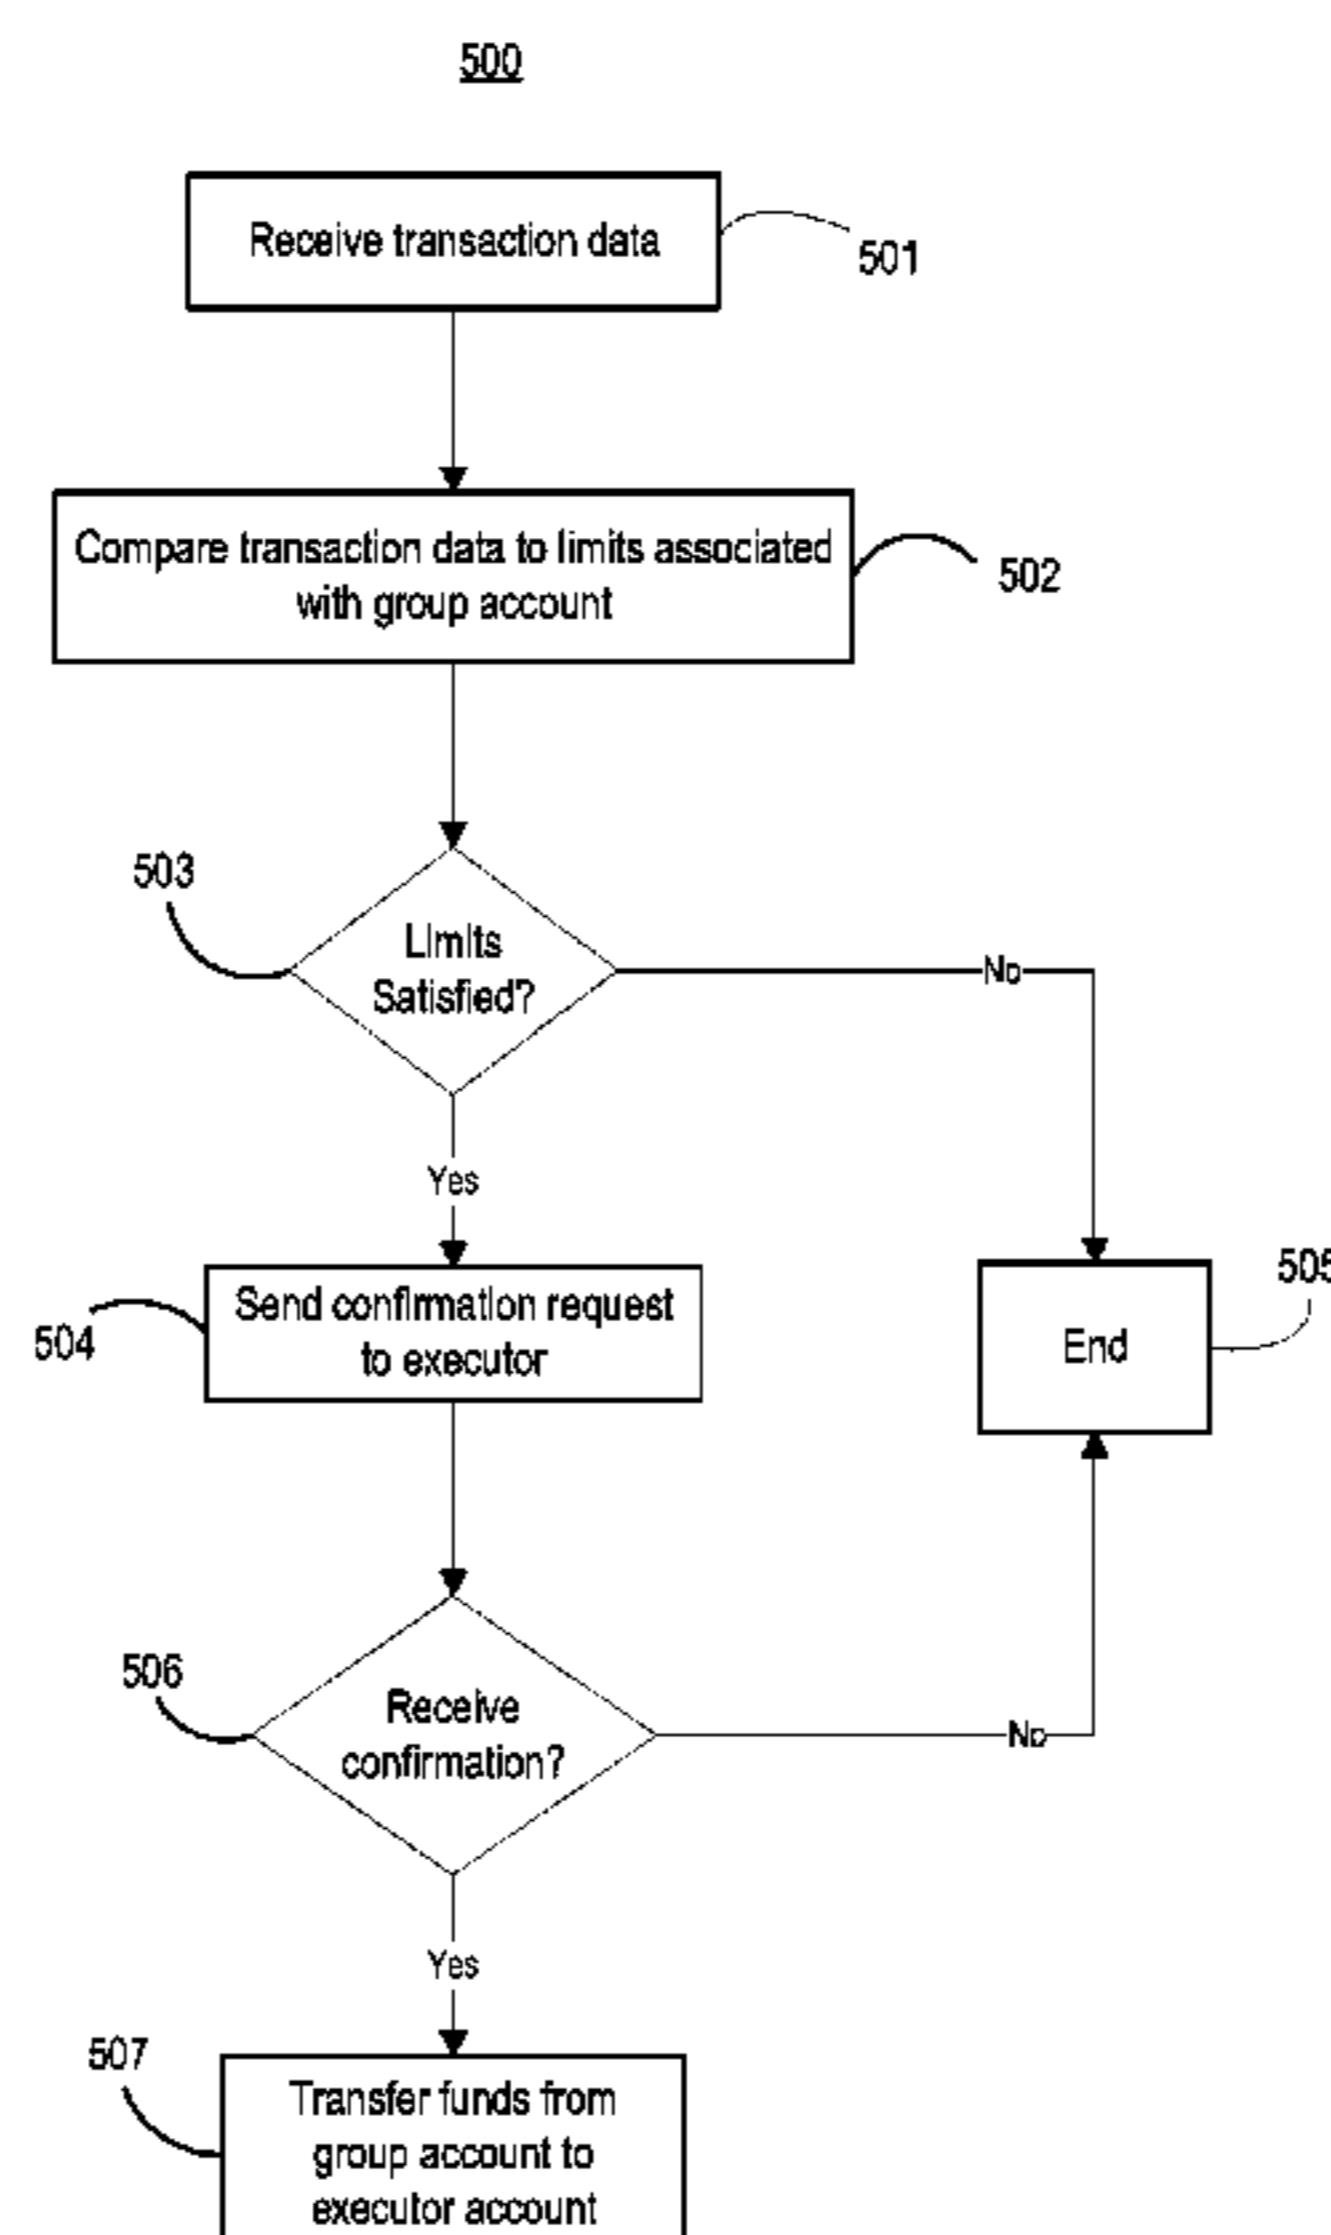 500
Receive transaction data
501
Compare transaction data to limits associated
with group account
502
503
Limits
Satisfied?
No
Yes
Send confirmation request
to executor
504
End
505
506
Receive
confirmation?
No
Yes
507
Transfer funds from
group account to
executor account